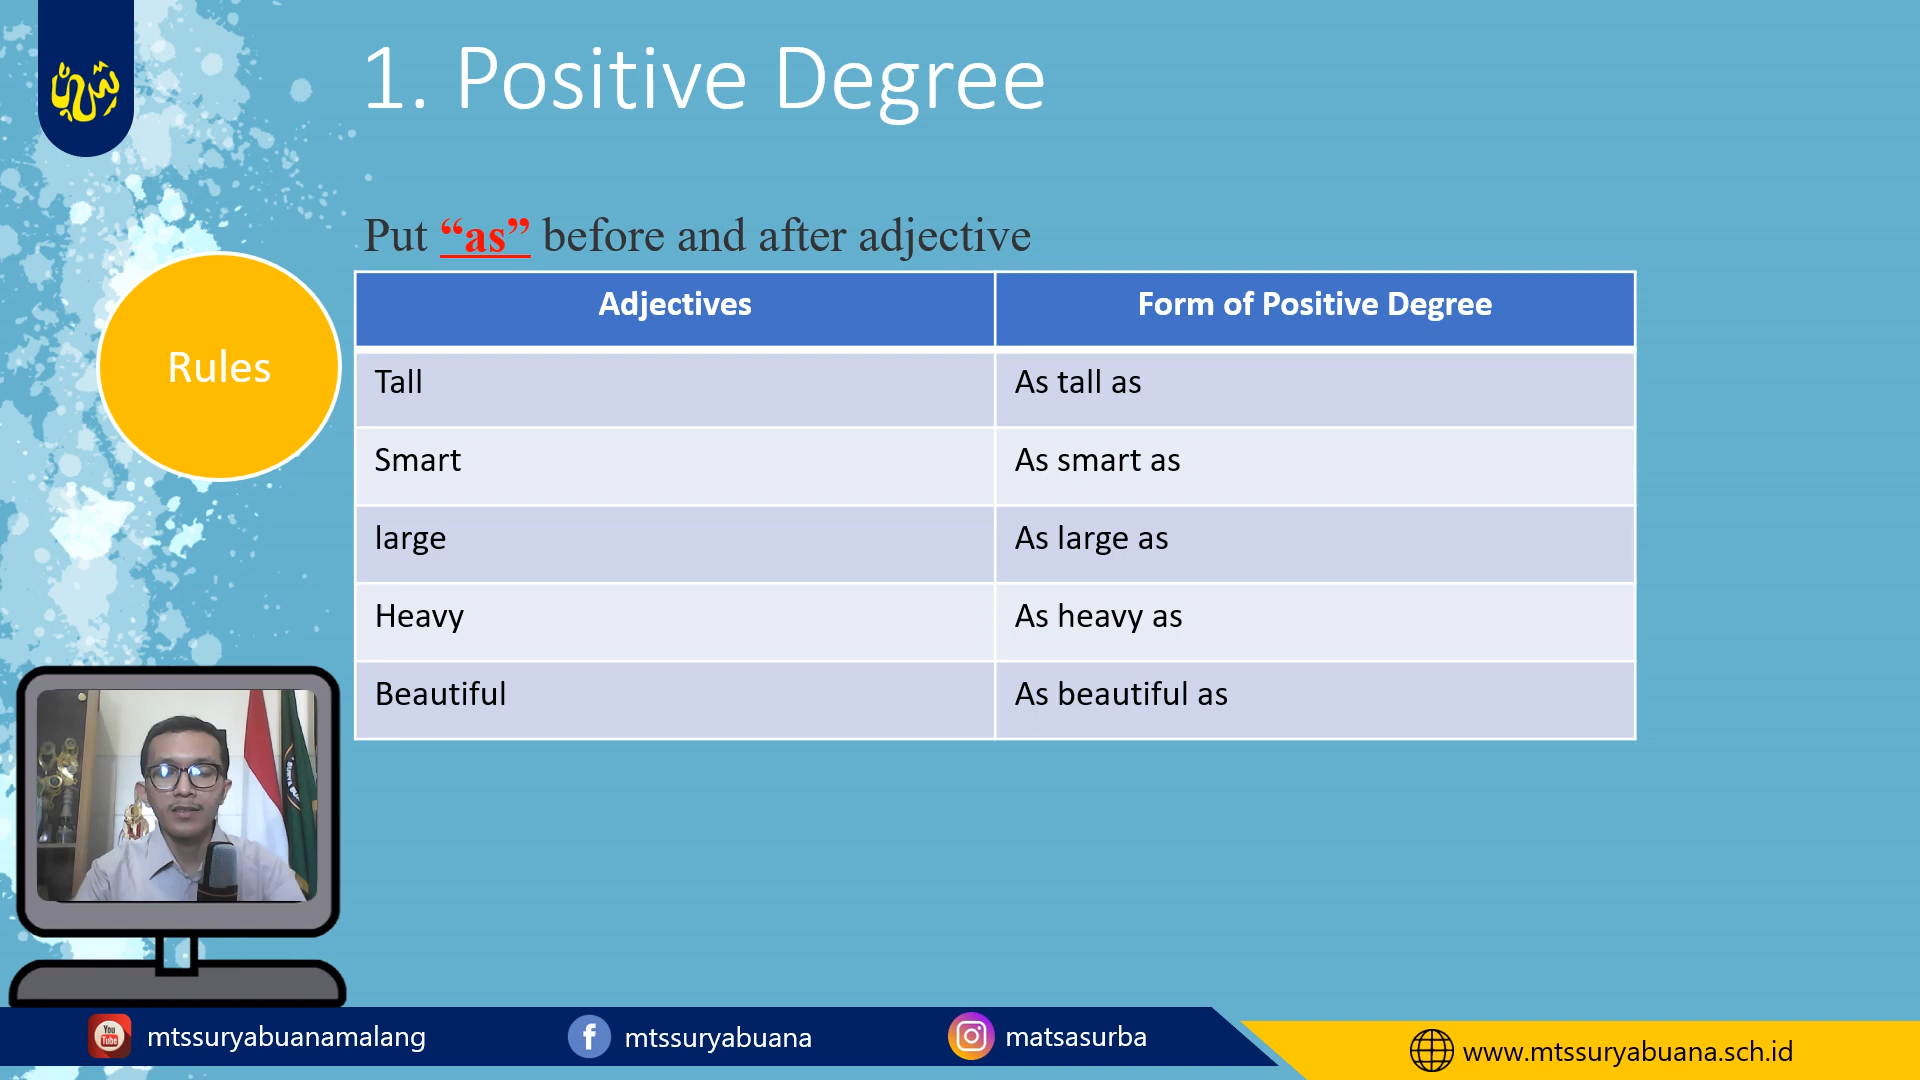 1. Positive Degree
Put “as” before and after adjective
Rules
Adjectives
Form of Positive Degree
Tall
As tall as
Smart
As smart as
large
As large as
Heavy
As heavy as
Beautiful
As beautiful as
You
Tube
mtssuryabuanamalang
mtssuryabuana
matsasurba
www.mtssuryabuana.sch.id